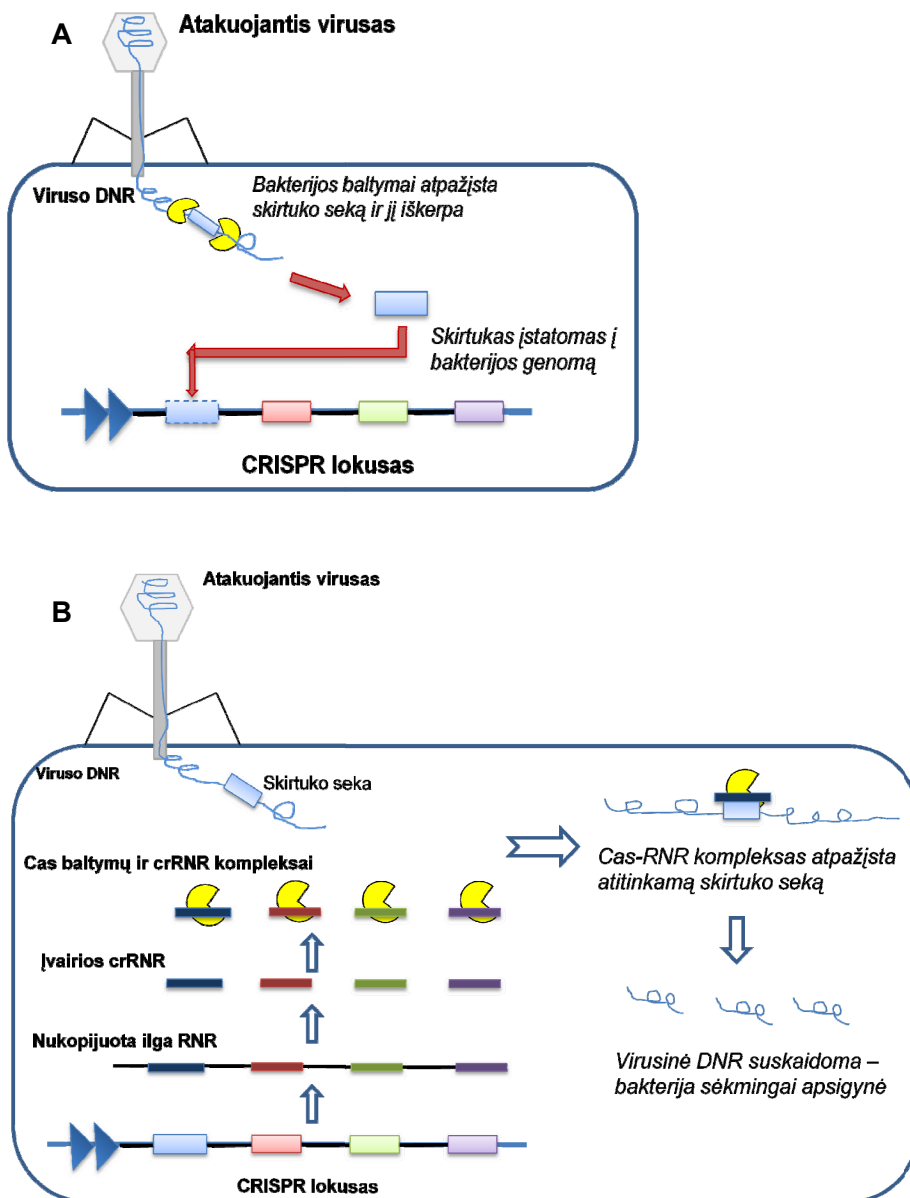 A
Atakuojantis virusas
Viruso DNR
Bakterijos baltymai atpažįsta
skirtuko seką ir jį iškerpa
Skirtukas įstatomas į
bakterijos genomą
CRISPR lokusas
B
Atakuojantis virusas
Viruso DNR
Skirtuko seka
Cas baltymų ir crRNR kompleksai
Įvairios crRNR
Nukopijuota ilga RNR
CRISPR lokusas
Cas-RNR kompleksas atpažįsta
atitinkamą skirtuko seką
Virusinė DNR suskaidoma –
bakterija sėkmingai apsigynė